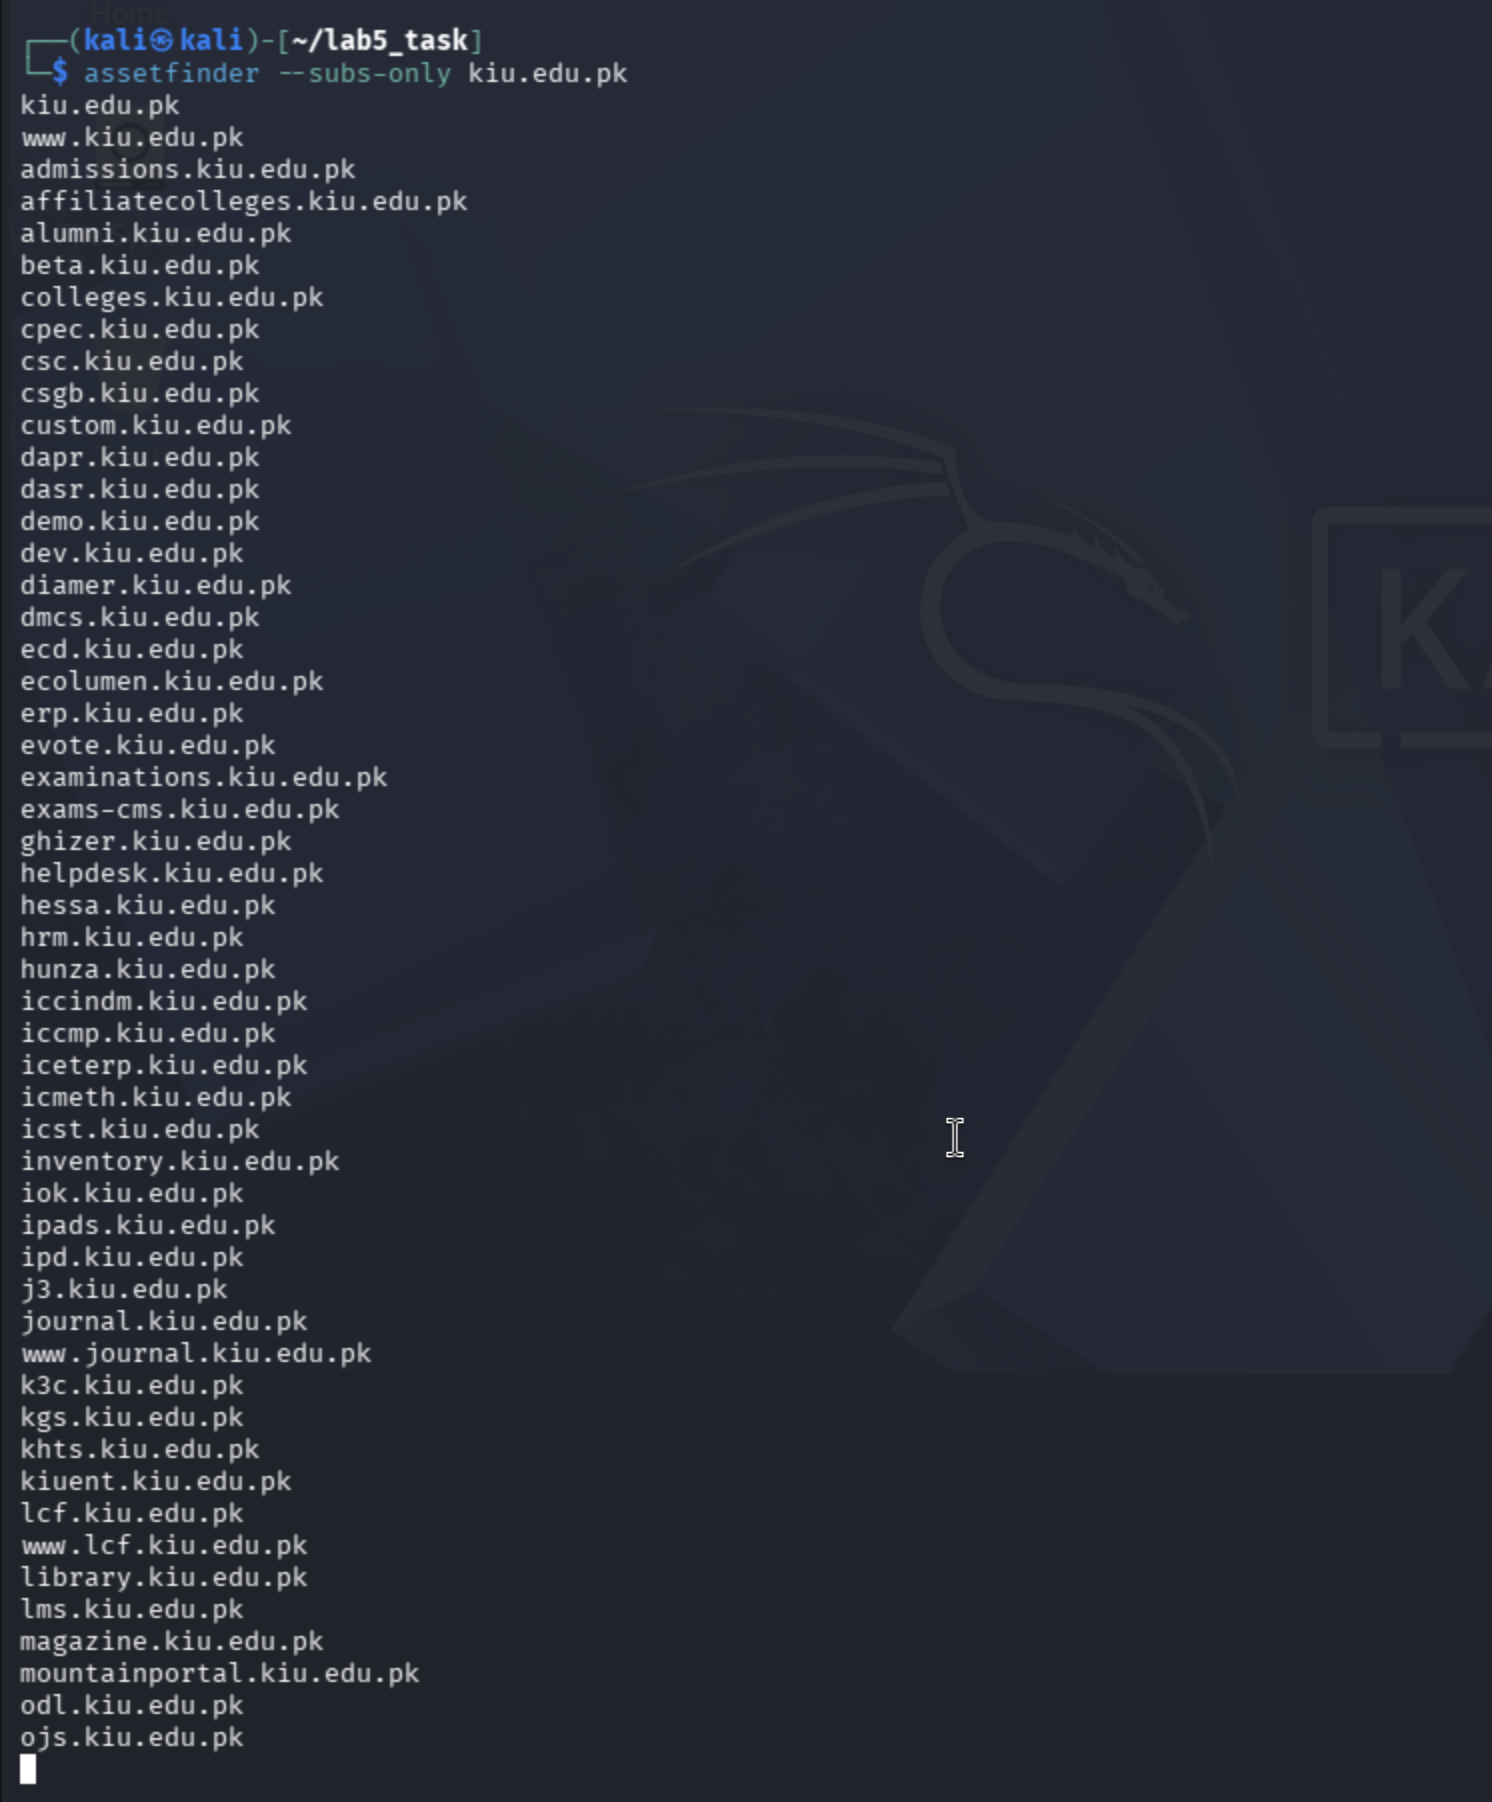 Home
┌──(kali㉿kali)-[~/lab5_task]
└─$ assetfinder --subs-only kiu.edu.pk
kiu.edu.pk
www.kiu.edu.pk
admissions.kiu.edu.pk
affiliatecolleges.kiu.edu.pk
alumni.kiu.edu.pk
beta.kiu.edu.pk
colleges.kiu.edu.pk
cpec.kiu.edu.pk
csc.kiu.edu.pk
csgb.kiu.edu.pk
custom.kiu.edu.pk
dapr.kiu.edu.pk
dasr.kiu.edu.pk
demo.kiu.edu.pk
dev.kiu.edu.pk
diamer.kiu.edu.pk
dmcs.kiu.edu.pk
ecd.kiu.edu.pk
ecolumen.kiu.edu.pk
erp.kiu.edu.pk
evote.kiu.edu.pk
examinations.kiu.edu.pk
exams-cms.kiu.edu.pk
ghizer.kiu.edu.pk
helpdesk.kiu.edu.pk
hessa.kiu.edu.pk
hrm.kiu.edu.pk
hunza.kiu.edu.pk
iccindm.kiu.edu.pk
iccmp.kiu.edu.pk
iceterp.kiu.edu.pk
icmeth.kiu.edu.pk
icst.kiu.edu.pk
inventory.kiu.edu.pk
iok.kiu.edu.pk
ipads.kiu.edu.pk
ipd.kiu.edu.pk
j3.kiu.edu.pk
journal.kiu.edu.pk
www.journal.kiu.edu.pk
k3c.kiu.edu.pk
kgs.kiu.edu.pk
khts.kiu.edu.pk
kiuent.kiu.edu.pk
lcf.kiu.edu.pk
www.lcf.kiu.edu.pk
library.kiu.edu.pk
lms.kiu.edu.pk
magazine.kiu.edu.pk
mountainportal.kiu.edu.pk
odl.kiu.edu.pk
ojs.kiu.edu.pk